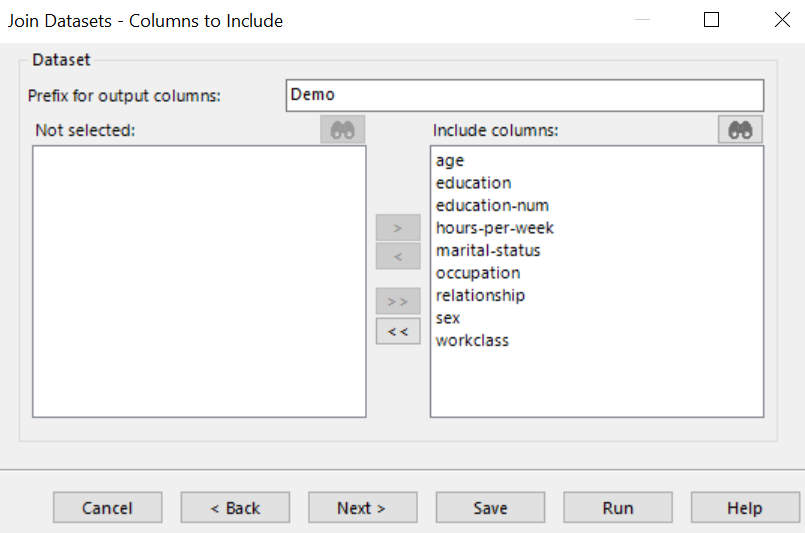 Join Datasets - Columns to Include
Dataset
Prefix for output columns: Demo
Not selected:
Include columns:
age
education
education-num
hours-per-week
marital-status
occupation
relationship
sex
workclass
>
<
>>
<<
Cancel < Back Next > Save Run Help